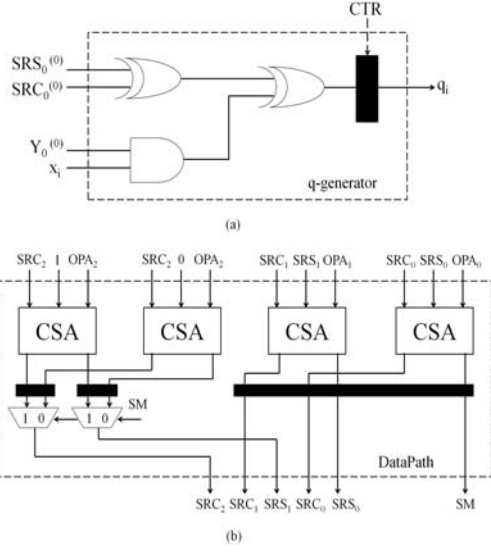 CTR
SRS₀⁽⁰⁾
SRC₀⁽⁰⁾
qᵢ
Y₀⁽⁰⁾
xᵢ
q-generator
(a)
SRC₂ 1 OPA₂ SRC₂ 0 OPA₂ SRC₁ SRS₁ OPA₁ SRC₀ SRS₀ OPA₀
CSA CSA CSA CSA
1 0 1 0 SM
DataPath
SRC₂ SRC₁ SRS₁ SRC₀ SRS₀ SM
(b)